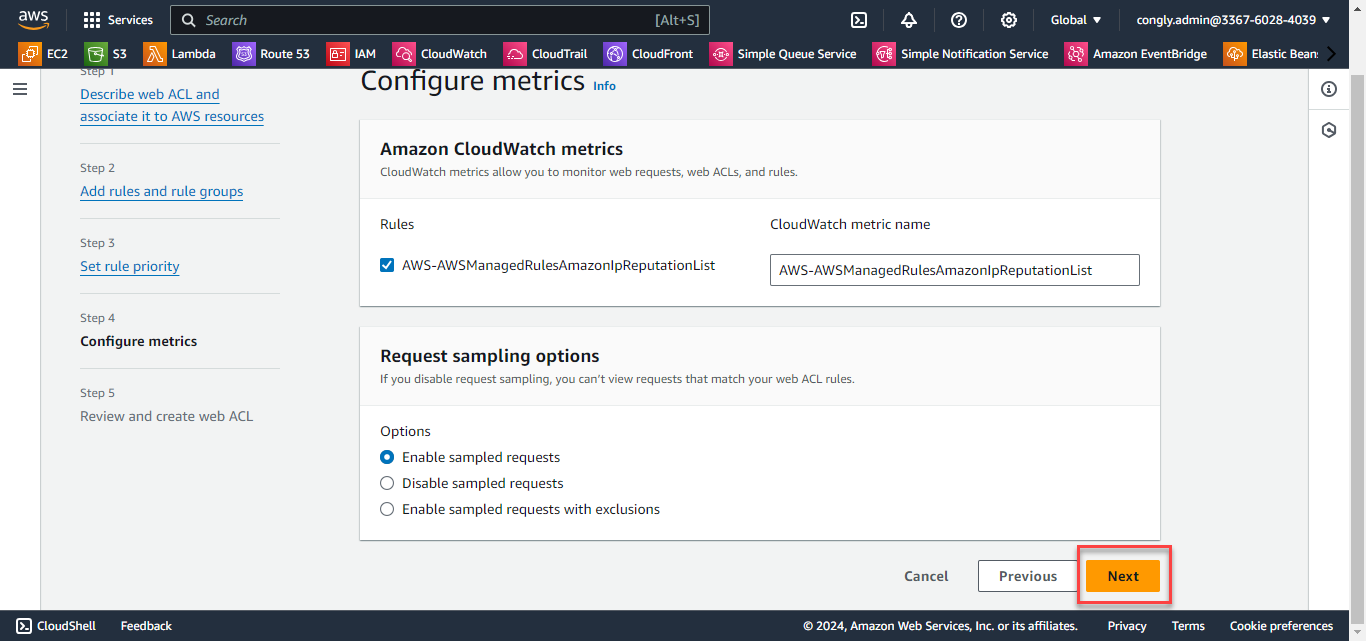 aws
Services
Search
[Alt+S]
Global
congly.admin@3367-6028-4039
EC2
S3
Lambda
Route 53
IAM
CloudWatch
CloudTrail
CloudFront
Simple Queue Service
Simple Notification Service
Amazon EventBridge
Elastic Bean
Step 1
Describe web ACL and
associate it to AWS resources
Step 2
Add rules and rule groups
Step 3
Set rule priority
Step 4
Configure metrics
Step 5
Review and create web ACL
Configure metrics Info
Amazon CloudWatch metrics
CloudWatch metrics allow you to monitor web requests, web ACLs, and rules.
Rules
CloudWatch metric name
AWS-AWSManagedRulesAmazonIpReputationList
AWS-AWSManagedRulesAmazonIpReputationList
Request sampling options
If you disable request sampling, you can't view requests that match your web ACL rules.
Options
Enable sampled requests
Disable sampled requests
Enable sampled requests with exclusions
Cancel
Previous
Next
CloudShell
Feedback
© 2024, Amazon Web Services, Inc. or its affiliates.
Privacy
Terms
Cookie preferences